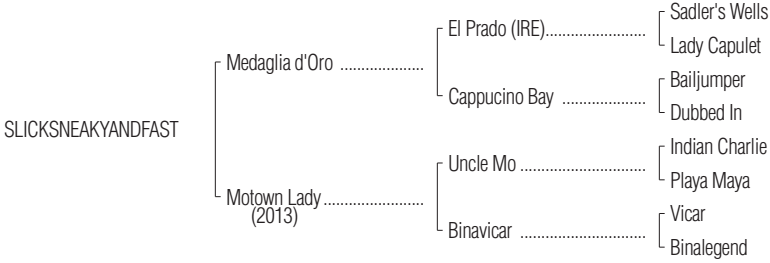 Sadler's Wells
El Prado (IRE)........................
Lady Capulet
Medaglia d'Oro ....................
Bailjumper
Cappucino Bay ....................
Dubbed In
SLICKSNEAKYANDFAST
Indian Charlie
Uncle Mo ..............................
Playa Maya
Motown Lady ........................
(2013)
Vicar
Binavicar ..............................
Binalegend